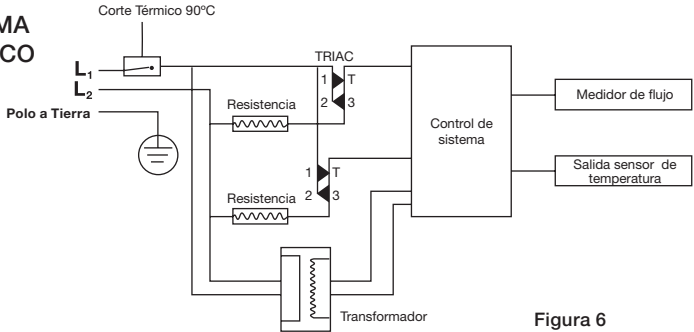 Corte Térmico 90ºC
MA
CO
L1
L2
Polo a Tierra
TRIAC
1 T
2 3
Resistencia
1 T
2 3
Resistencia
Transformador
Control de
sistema
Medidor de flujo
Salida sensor de
temperatura
Figura 6